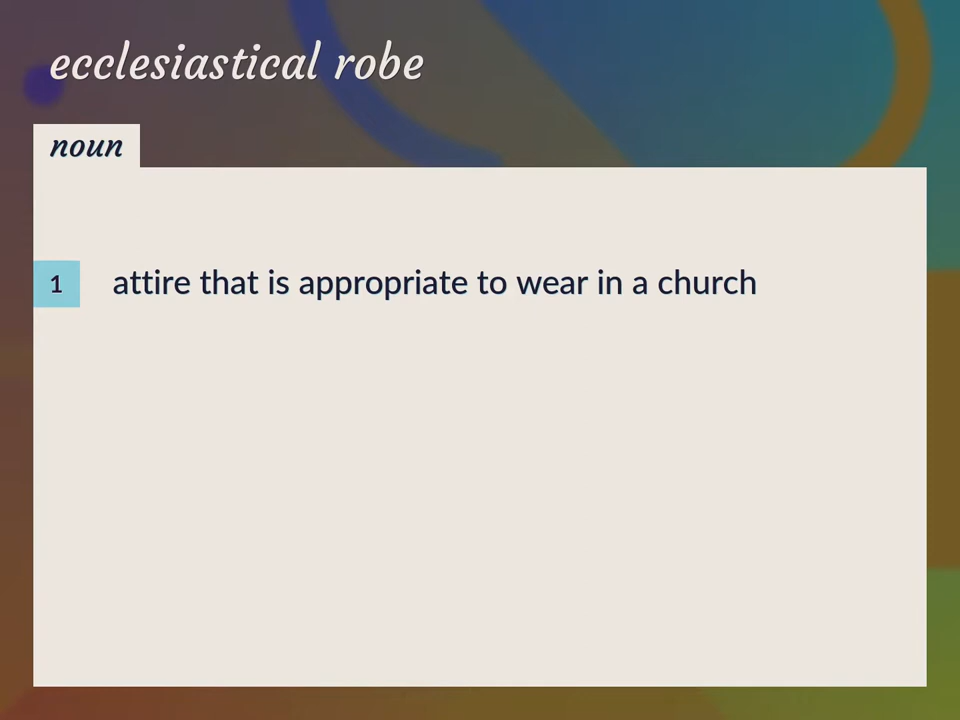 ecclesiastical robe
noun
1 attire that is appropriate to wear in a church